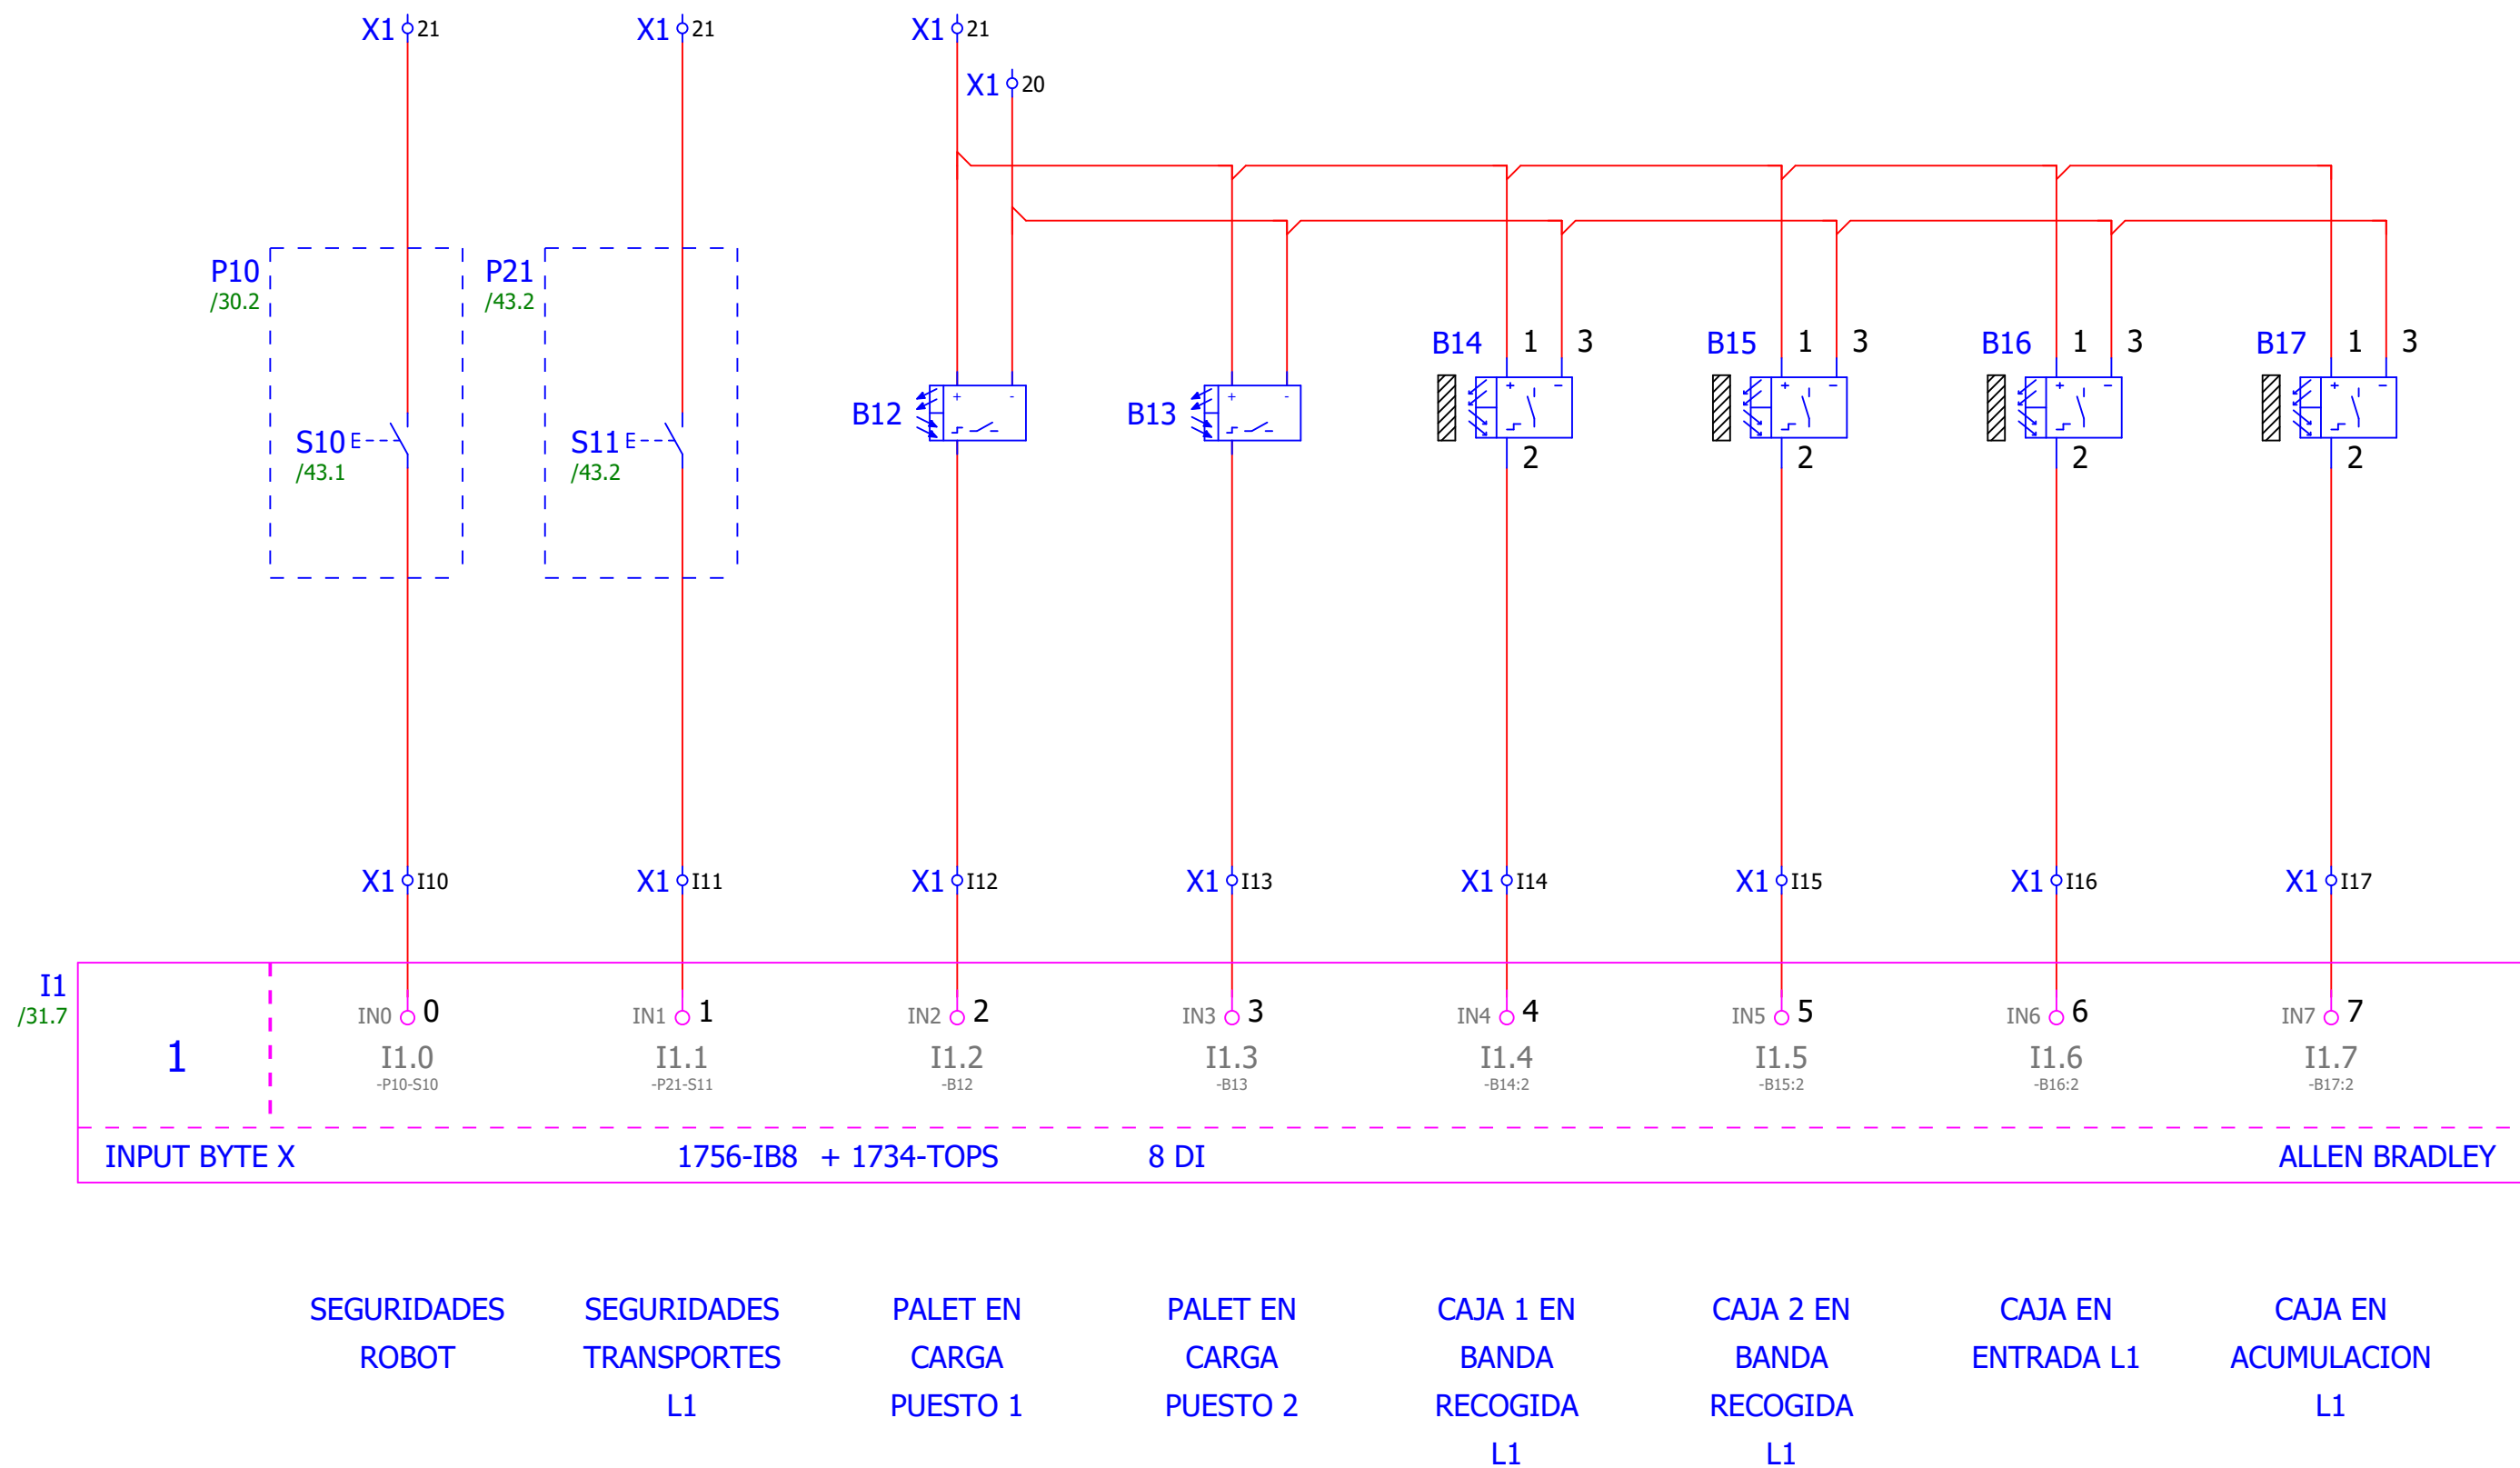 X1 21 X1 21 X1 21
X1 20
P10 P21
/30.2 /43.2
B14 1 3 B15 1 3 B16 1 3 B17 1 3
+ - + - + - + - + - + -
B12 B13
S10 S11
/43.1 /43.2
2 2 2 2
X1 I10 X1 I11 X1 I12 X1 I13 X1 I14 X1 I15 X1 I16 X1 I17
I1
/31.7
IN0 0 IN1 1 IN2 2 IN3 3 IN4 4 IN5 5 IN6 6 IN7 7
1 I1.0 I1.1 I1.2 I1.3 I1.4 I1.5 I1.6 I1.7
-P10-S10 -P21-S11 -B12 -B13 -B14:2 -B15:2 -B16:2 -B17:2
INPUT BYTE X 1756-IB8 + 1734-TOPS 8 DI ALLEN BRADLEY
SEGURIDADES
ROBOT
SEGURIDADES
TRANSPORTES
L1
PALET EN
CARGA
PUESTO 1
PALET EN
CARGA
PUESTO 2
CAJA 1 EN
BANDA
RECOGIDA
L1
CAJA 2 EN
BANDA
RECOGIDA
L1
CAJA EN
ENTRADA L1
CAJA EN
ACUMULACION
L1